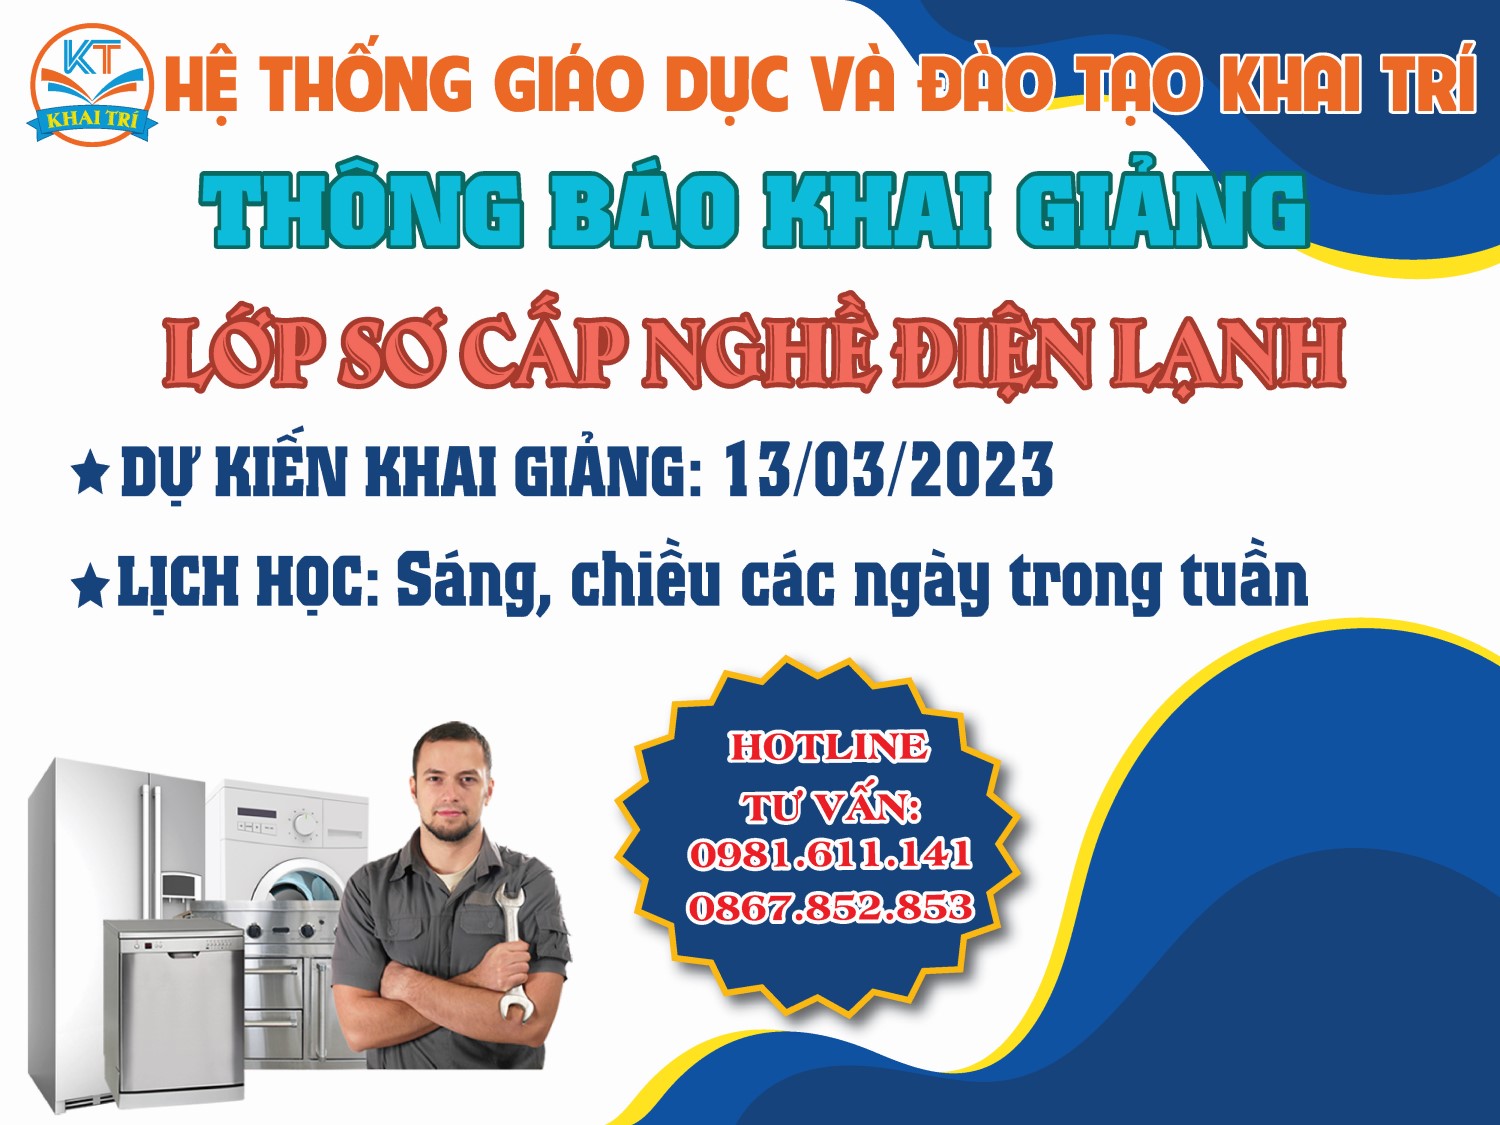 KT
KHAI TRÍ
HỆ THỐNG GIÁO DỤC VÀ ĐÀO TẠO KHAI TRÍ
THÔNG BÁO KHAI GIẢNG
LỚP SƠ CẤP NGHỀ ĐIỆN LẠNH
DỰ KIẾN KHAI GIẢNG: 13/03/2023
LỊCH HỌC: Sáng, chiều các ngày trong tuần
HOTLINE
TƯ VẤN:
0981.611.141
0867.852.853